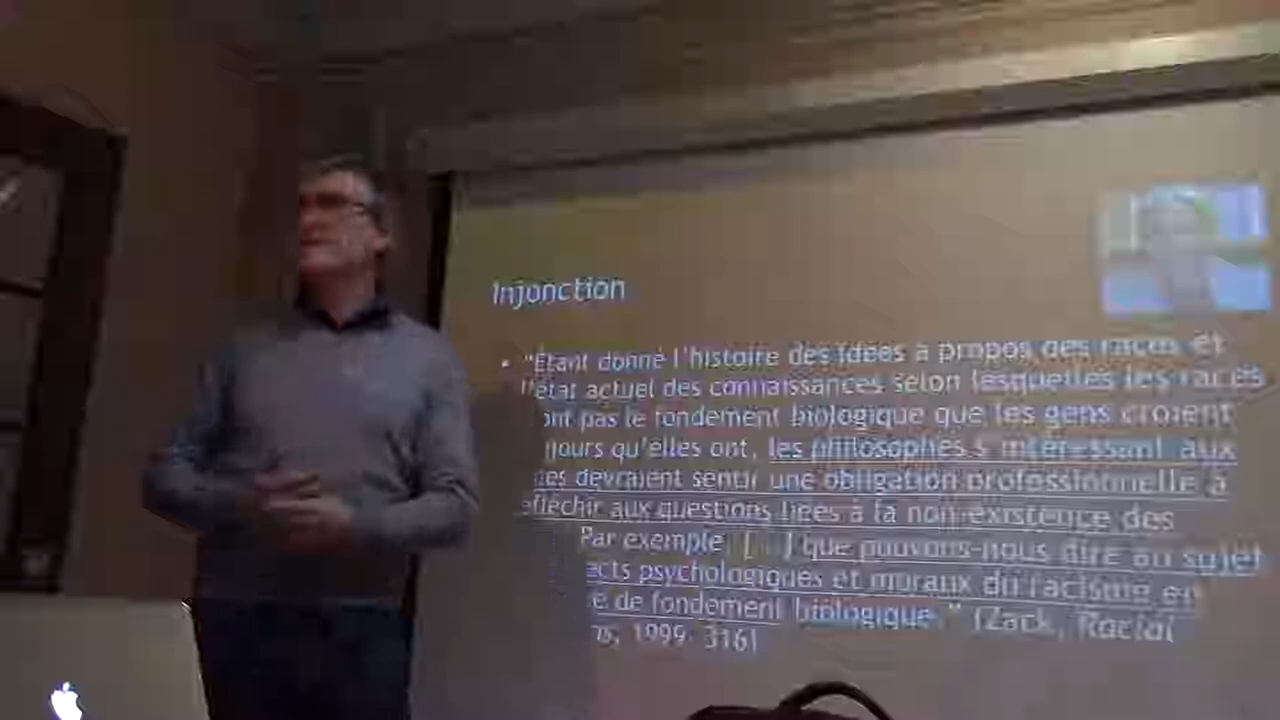 Injonction
• "Etant donné l'histoire des idées à propos des races et
l'état actuel des connaissances selon lesquelles les races
ont pas le fondement biologique que les gens croient
jours qu'elles ont, les philosophes s'intéressant aux
des devraient sentir une obligation professionnelle à
éfléchir aux questions liées à la non-existence des
Par exemple [ ] que pouvons-nous dire au sujet
ects psychologiques et moraux du racisme en
e de fondement biologique." (Zack, Racial
s, 1999: 316)